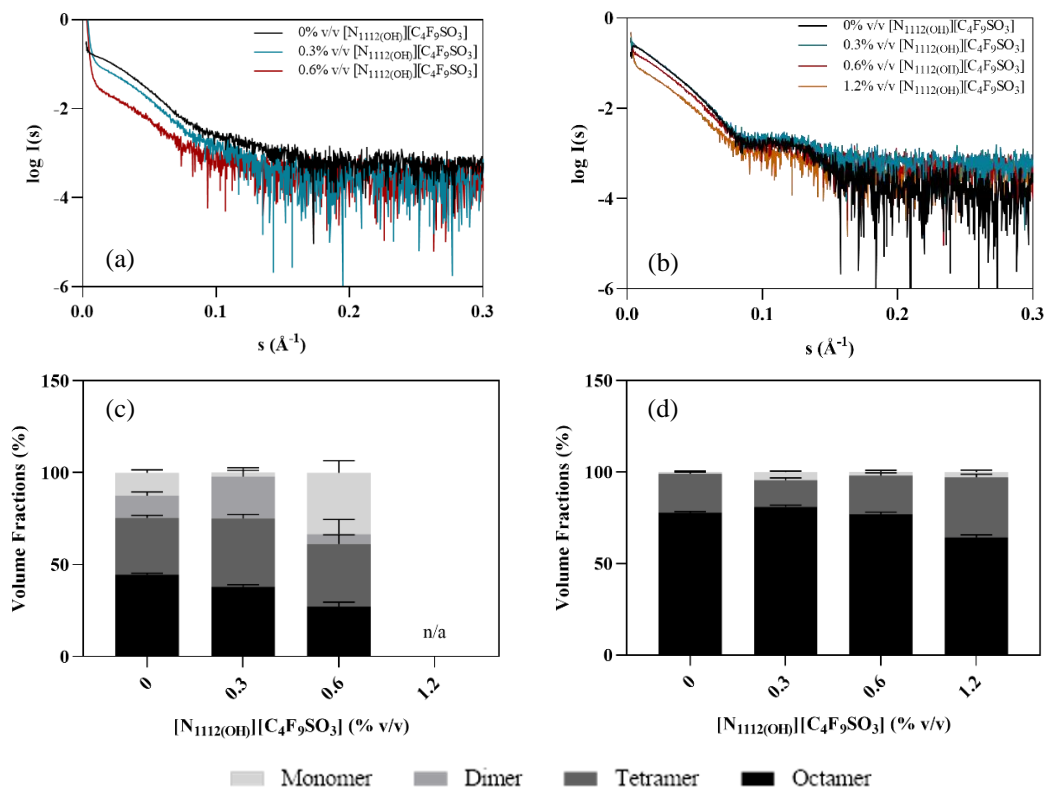 0% v/v [N1112(OH)][C4F9SO3]
0.3% v/v [N1112(OH)][C4F9SO3]
0.6% v/v [N1112(OH)][C4F9SO3]
0
-2
-4
-6
log I(s)
(a)
0.0
0.1
0.2
0.3
s (Å-1)
0% v/v [N1112(OH)][C4F9SO3]
0.3% v/v [N1112(OH)][C4F9SO3]
0.6% v/v [N1112(OH)][C4F9SO3]
1.2% v/v [N1112(OH)][C4F9SO3]
0
-2
-4
-6
log I(s)
(b)
0.0
0.1
0.2
0.3
s (Å-1)
150
100
50
0
Volume Fractions (%)
(c)
n/a
0
0.3
0.6
1.2
[N1112(OH)][C4F9SO3] (% v/v)
150
100
50
0
Volume Fractions (%)
(d)
0
0.3
0.6
1.2
[N1112(OH)][C4F9SO3] (% v/v)
Monomer
Dimer
Tetramer
Octamer